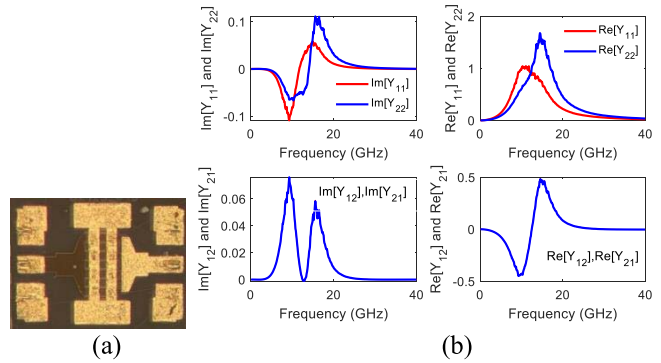 0.1
0
-0.1
Im[Y11] and Im[Y22]
Im[Y11]
Im[Y22]
0 20 40
Frequency (GHz)
2
1
0
Re[Y11] and Re[Y22]
Re[Y11]
Re[Y22]
0 20 40
Frequency (GHz)
0.06
0.04
0.02
0
Im[Y12] and Im[Y21]
Im[Y12],Im[Y21]
0 20 40
Frequency (GHz)
0.5
0
-0.5
Re[Y12] and Re[Y21]
Re[Y12],Re[Y21]
0 20 40
Frequency (GHz)
(a)
(b)